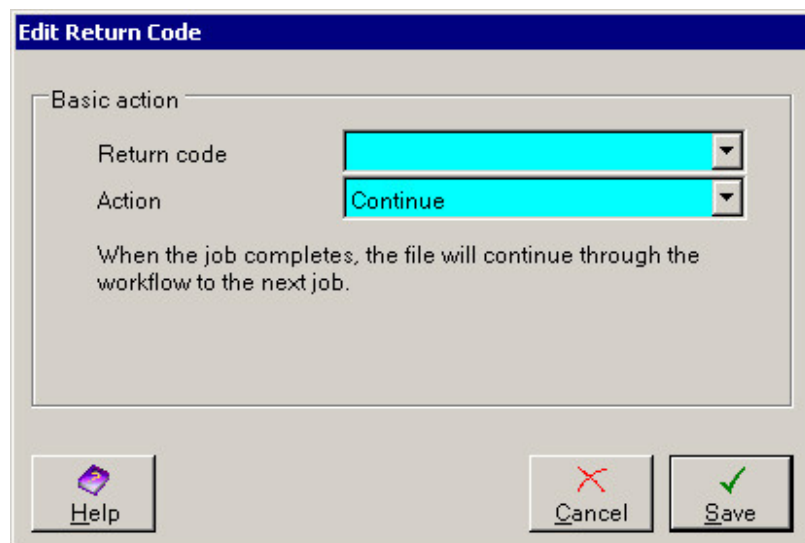 Edit Return Code
Basic action
Return code
Action
Continue
When the job completes, the file will continue through the
workflow to the next job.
Help
Cancel
Save